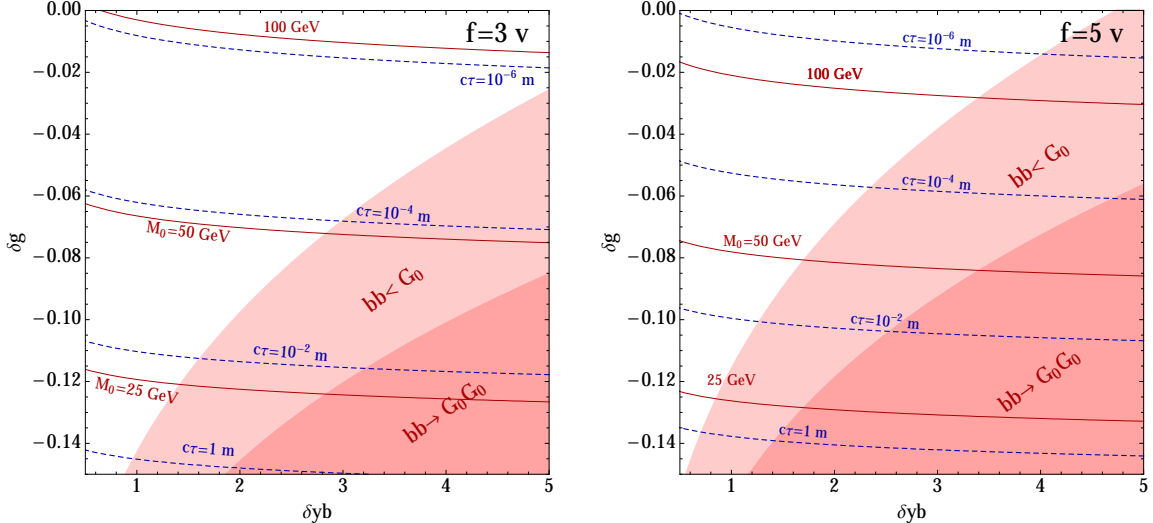 f=3 v
100 GeV
cτ=10⁻⁶ m
cτ=10⁻⁴ m
M₀=50 GeV
bb< G₀
cτ=10⁻² m
M₀=25 GeV
bb→ G₀G₀
cτ=1 m
0.00
−0.02
−0.04
−0.06
−0.08
−0.10
−0.12
−0.14
δg
1 2 3 4 5
δyb
f=5 v
cτ=10⁻⁶ m
100 GeV
bb< G₀
cτ=10⁻⁴ m
M₀=50 GeV
cτ=10⁻² m
25 GeV
bb→ G₀G₀
cτ=1 m
0.00
−0.02
−0.04
−0.06
−0.08
−0.10
−0.12
−0.14
δg
1 2 3 4 5
δyb